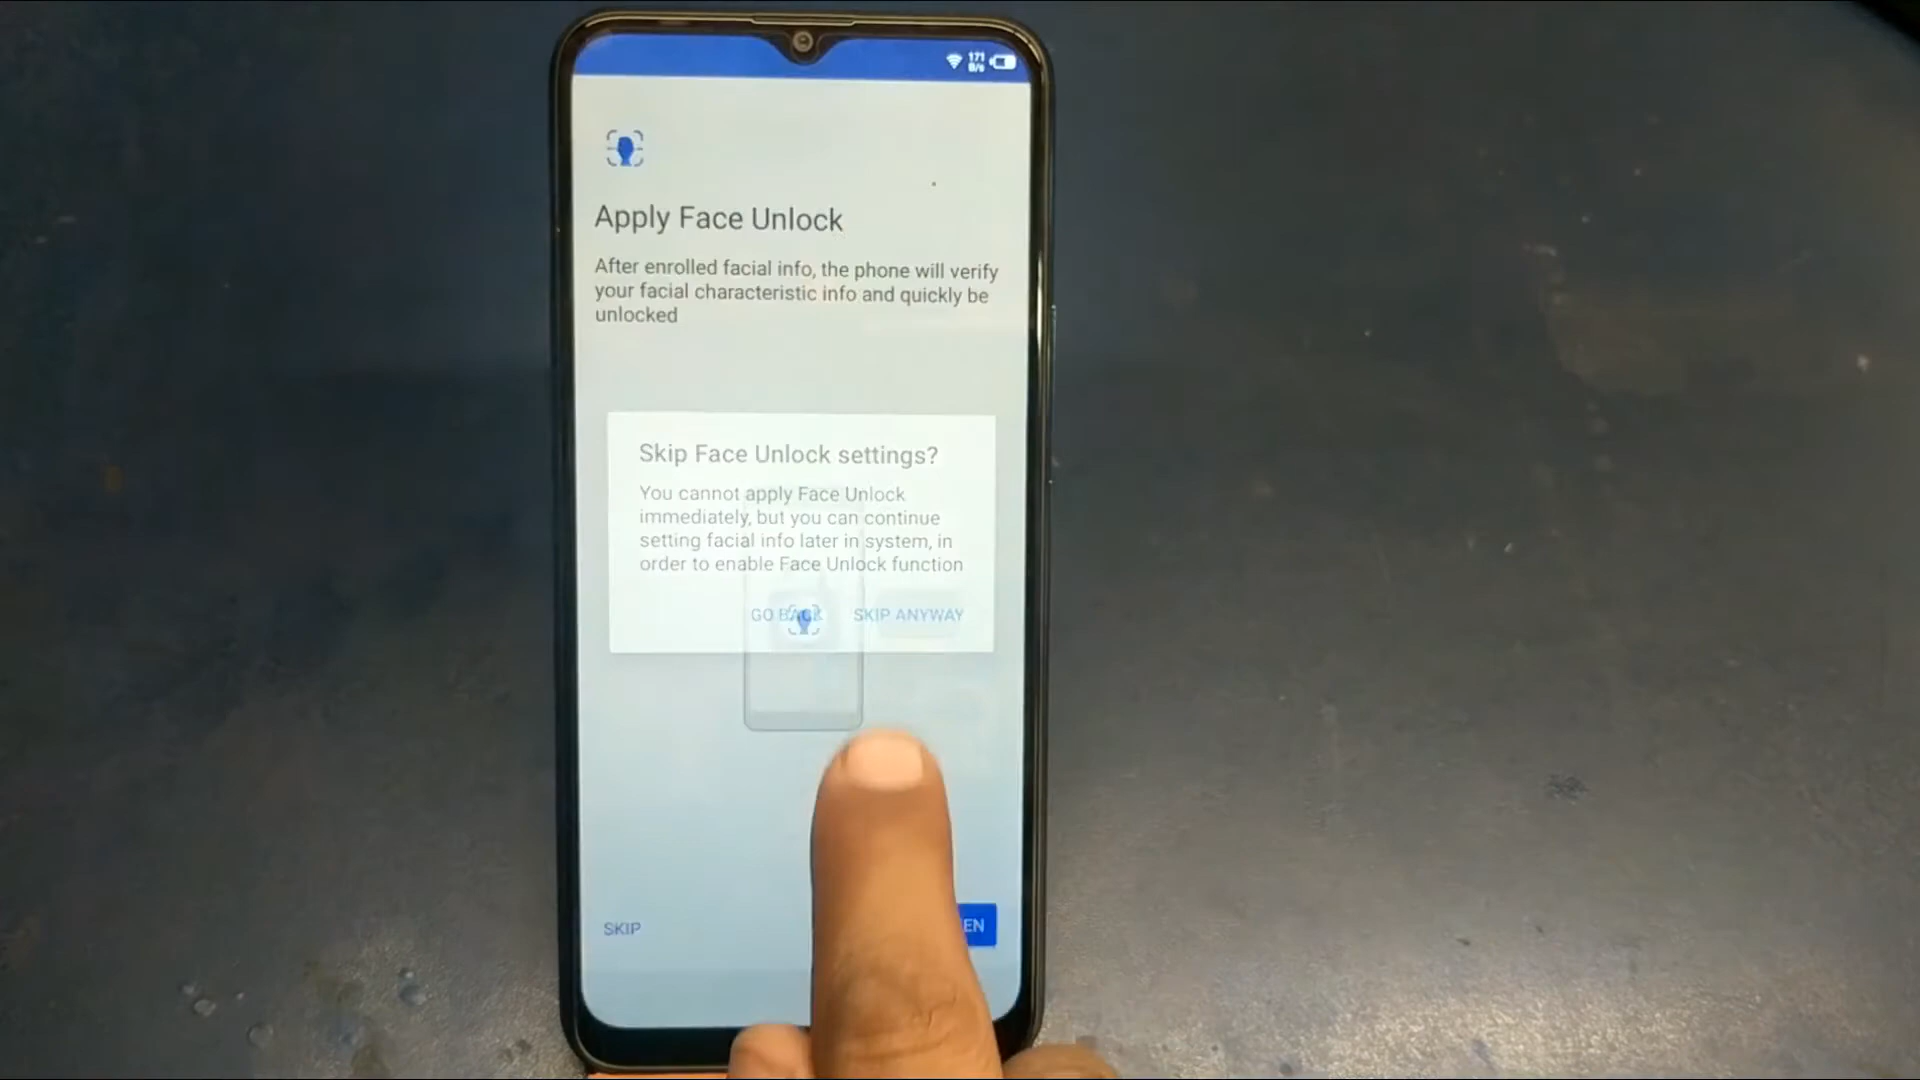 171
B/s
Apply Face Unlock
After enrolled facial info, the phone will verify
your facial characteristic info and quickly be
unlocked
Skip Face Unlock settings?
You cannot apply Face Unlock
immediately, but you can continue
setting facial info later in system, in
order to enable Face Unlock function
GO BACK SKIP ANYWAY
SKIP EN